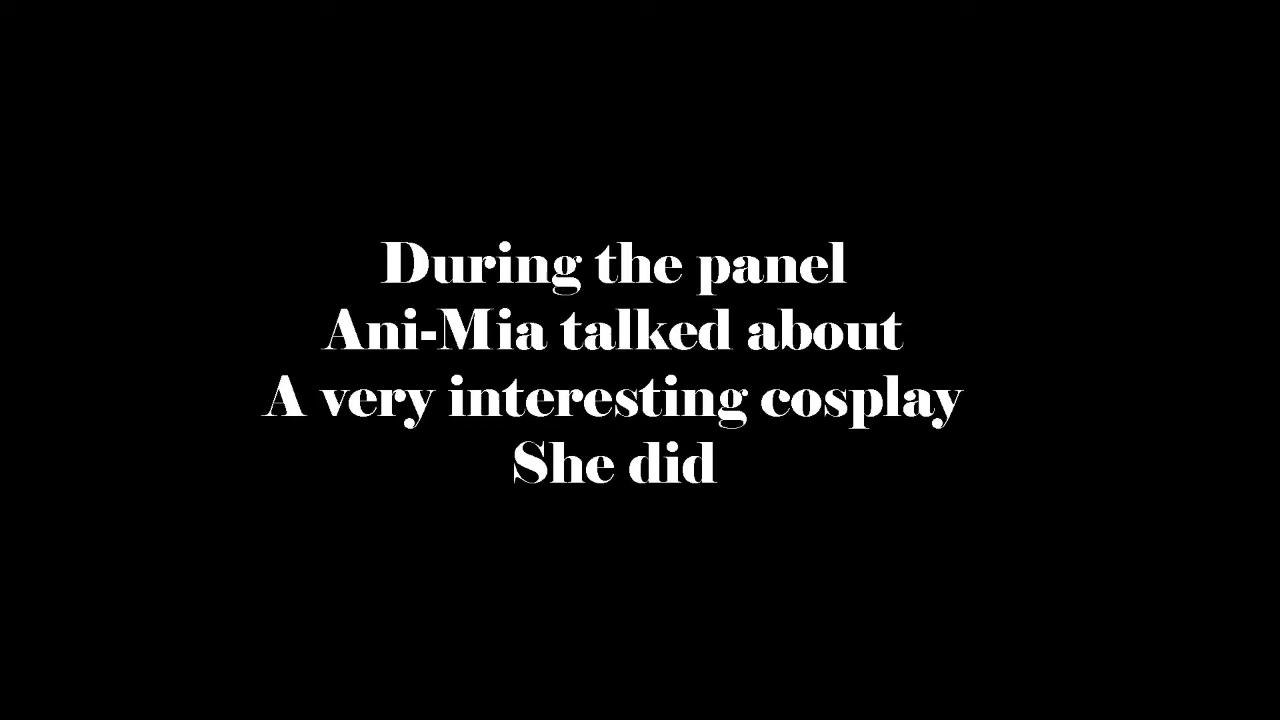 During the panel
Ani-Mia talked about
A very interesting cosplay
She did